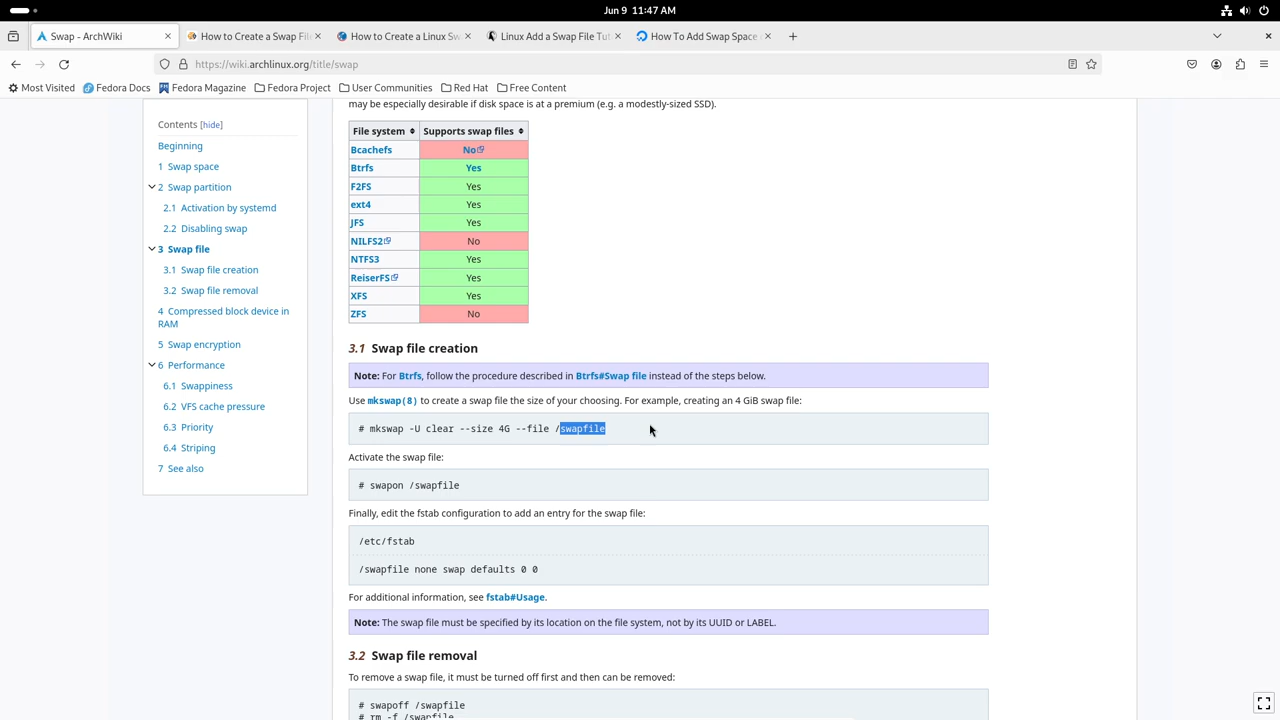 Jun 9 11:47 AM
Swap - ArchWiki
How to Create a Swap File
How to Create a Linux Sw
Linux Add a Swap File Tut
How To Add Swap Space
https://wiki.archlinux.org/title/swap
Most Visited Fedora Docs Fedora Magazine Fedora Project User Communities Red Hat Free Content
Contents [hide]
Beginning
1 Swap space
2 Swap partition
2.1 Activation by systemd
2.2 Disabling swap
3 Swap file
3.1 Swap file creation
3.2 Swap file removal
4 Compressed block device in
RAM
5 Swap encryption
6 Performance
6.1 Swappiness
6.2 VFS cache pressure
6.3 Priority
6.4 Striping
7 See also
may be especially desirable if disk space is at a premium (e.g. a modestly-sized SSD).
File system Supports swap files
Bcachefs No
Btrfs Yes
F2FS Yes
ext4 Yes
JFS Yes
NILFS2 No
NTFS3 Yes
ReiserFS Yes
XFS Yes
ZFS No
3.1 Swap file creation
Note: For Btrfs, follow the procedure described in Btrfs#Swap file instead of the steps below.
Use mkswap(8) to create a swap file the size of your choosing. For example, creating an 4 GiB swap file:
# mkswap -U clear --size 4G --file /swapfile
Activate the swap file:
# swapon /swapfile
Finally, edit the fstab configuration to add an entry for the swap file:
/etc/fstab
/swapfile none swap defaults 0 0
For additional information, see fstab#Usage.
Note: The swap file must be specified by its location on the file system, not by its UUID or LABEL.
3.2 Swap file removal
To remove a swap file, it must be turned off first and then can be removed:
# swapoff /swapfile
# rm -f /swapfile